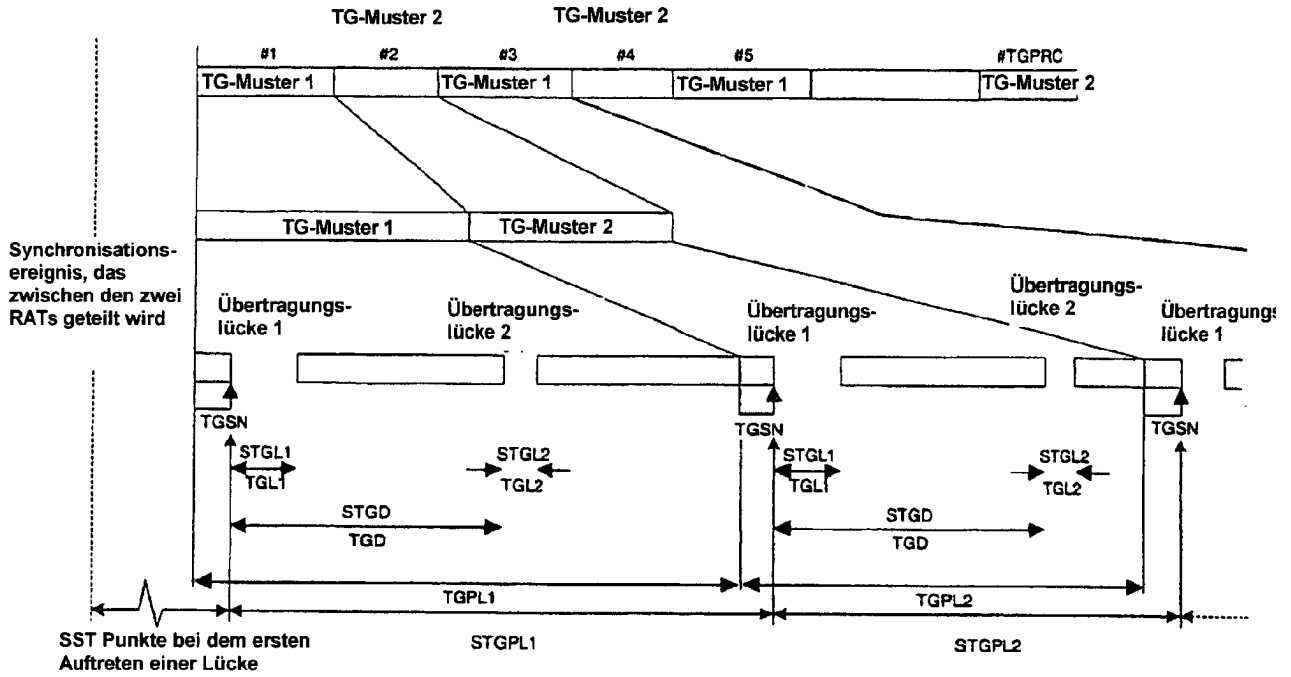 TG-Muster 2 TG-Muster 2
#1 #2 #3 #4 #5 #TGPRC
TG-Muster 1 TG-Muster 1 TG-Muster 1 TG-Muster 2
TG-Muster 1 TG-Muster 2
Synchronisations-
ereignis, das
zwischen den zwei
RATs geteilt wird
Übertragungs-
lücke 1
Übertragungs-
lücke 2
Übertragungs-
lücke 1
Übertragungs-
lücke 2
Übertragungs
lücke 1
TGSN TGSN TGSN
STGL1 STGL2 STGL1 STGL2
TGL1 TGL2 TGL1 TGL2
STGD STGD
TGD TGD
TGPL1 TGPL2
SST Punkte bei dem ersten
Auftreten einer Lücke
STGPL1 STGPL2